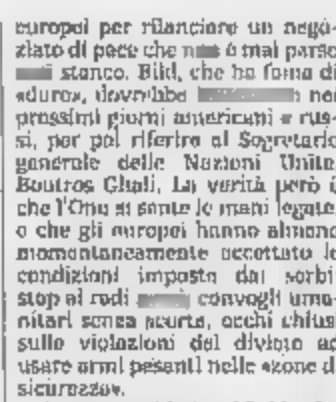 europei per rilanciare un nego-
ziato di pace che è mai parso
stanco. Bild, che ha fama di
«duro», dovrebbe nei
prossimi giorni americani e rus-
si, per poi riferire al Segretario
generale delle Nazioni Unite
Boutros Ghali. La verità però è
che l'Onu si sente le mani legate
e che gli europei hanno almeno
momentaneamente accettato le
condizioni imposte dai serbi
stop ai convogli uma-
nitari senza scorta, occhi chiusi
sulle violazioni del divieto ad
usare armi pesanti nelle «zone di
sicurezza».